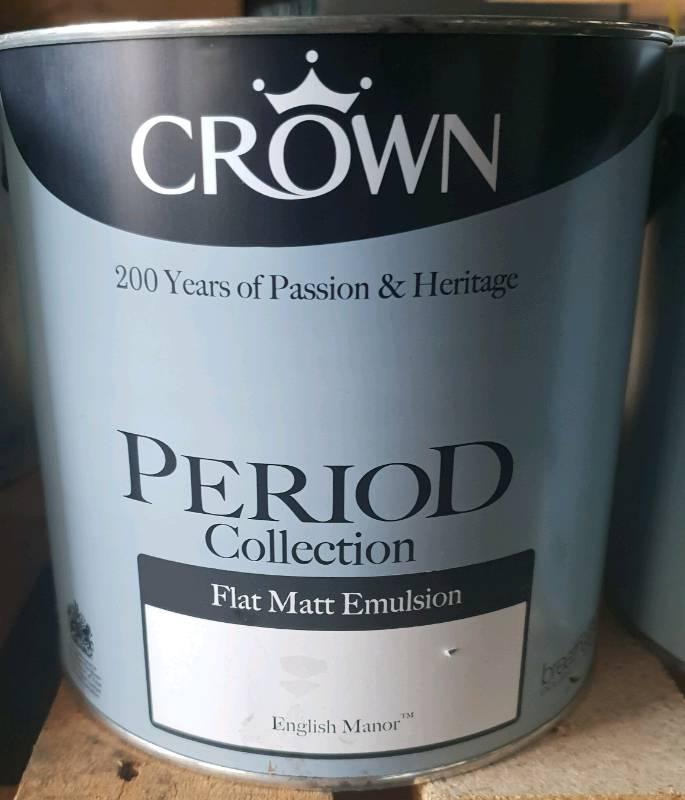 CROWN
200 Years of Passion & Heritage
PERIOD
Collection
Flat Matt Emulsion
English Manor™